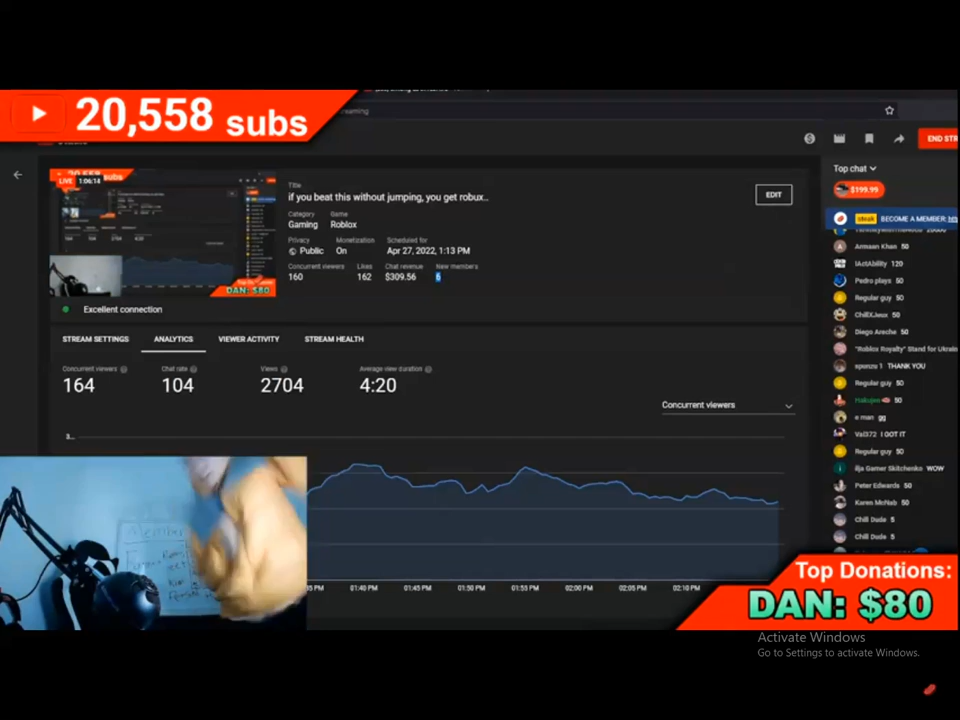 20,558 subs
END STR
LIVE 1:06:14
Title
if you beat this without jumping, you get robux..
EDIT
Category
Game
Gaming
Roblox
Privacy
Monetization
Scheduled for
Public
On
Apr 27, 2022, 1:13 PM
Concurrent viewers
Likes
Chat revenue
New members
160
162
$309.56
6
DAN: $80
Excellent connection
STREAM SETTINGS
ANALYTICS
VIEWER ACTIVITY
STREAM HEALTH
Concurrent viewers
Chat rate
Views
Average view duration
164
104
2704
4:20
Concurrent viewers
3...
01:40 PM
01:45 PM
01:50 PM
01:55 PM
02:00 PM
02:05 PM
02:10 PM
Top chat
$199.99
BECOME A MEMBER:
Armaan Khan 50
IActAbility 120
Pedro plays 50
Regular guy 50
ChillXJeux 50
Diego Areche 50
"Roblox Royalty" Stand for Ukrain
THANK YOU
Regular guy 50
50
e man gg
Val372 I GOT IT
Regular guy 50
ilja Gamer Skitchenko WOW
Peter Edwards 50
Karen McNab 50
Chill Dude 5
Chill Dude 5
Top Donations:
DAN: $80
Activate Windows
Go to Settings to activate Windows.